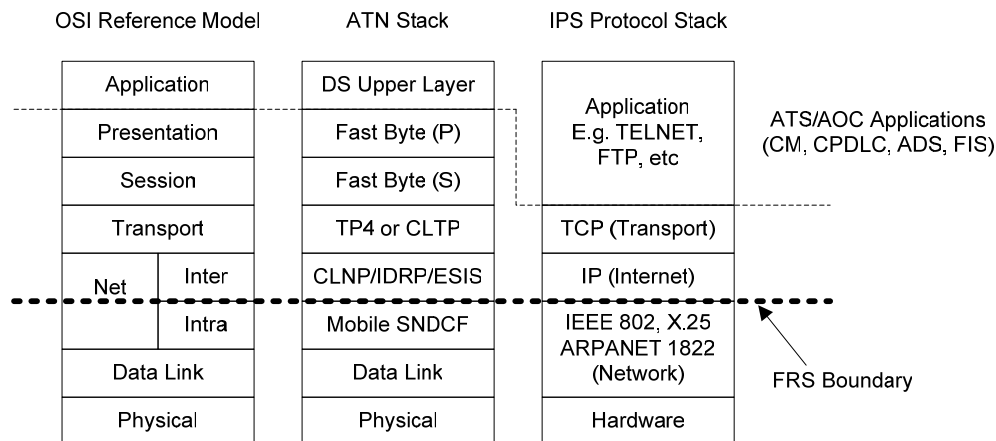 OSI Reference Model
ATN Stack
IPS Protocol Stack
Application
Presentation
Session
Transport
Net
Inter
Intra
Data Link
Physical
DS Upper Layer
Fast Byte (P)
Fast Byte (S)
TP4 or CLTP
CLNP/IDRP/ESIS
Mobile SNDCF
Data Link
Physical
Application
E.g. TELNET,
FTP, etc
TCP (Transport)
IP (Internet)
IEEE 802, X.25
ARPANET 1822
(Network)
Hardware
ATS/AOC Applications
(CM, CPDLC, ADS, FIS)
FRS Boundary